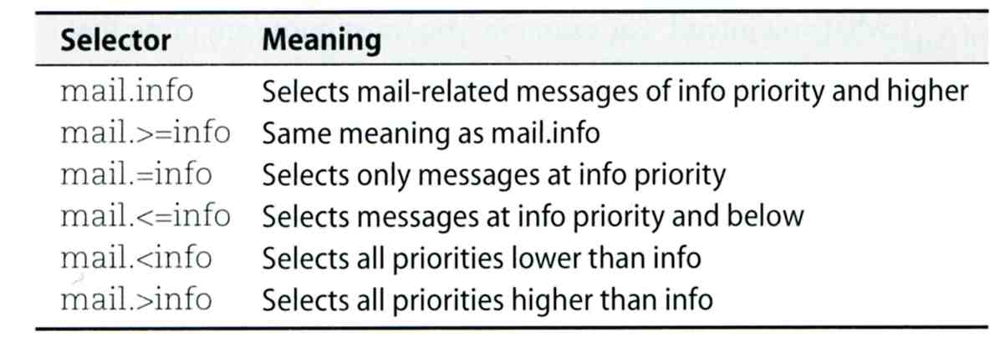 Selector Meaning
mail.info Selects mail-related messages of info priority and higher
mail.>=info Same meaning as mail.info
mail.=info Selects only messages at info priority
mail.<=info Selects messages at info priority and below
mail.<info Selects all priorities lower than info
mail.>info Selects all priorities higher than info